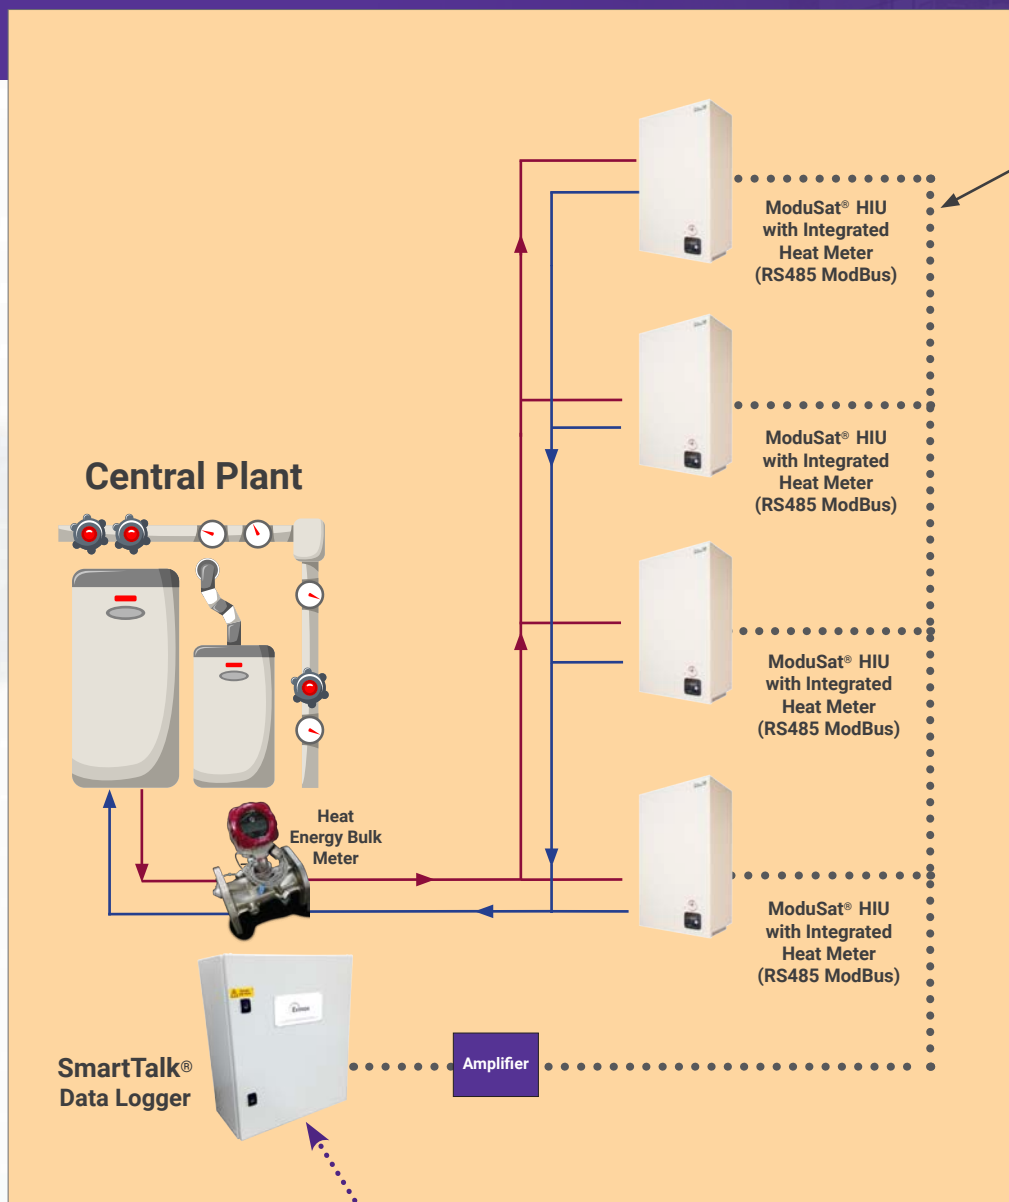 ModuSat® HIU
with Integrated
Heat Meter
(RS485 ModBus)
ModuSat® HIU
with Integrated
Heat Meter
(RS485 ModBus)
Central Plant
ModuSat® HIU
with Integrated
Heat Meter
(RS485 ModBus)
Heat
Energy Bulk
Meter
ModuSat® HIU
with Integrated
Heat Meter
(RS485 ModBus)
SmartTalk®
Data Logger
Amplifier